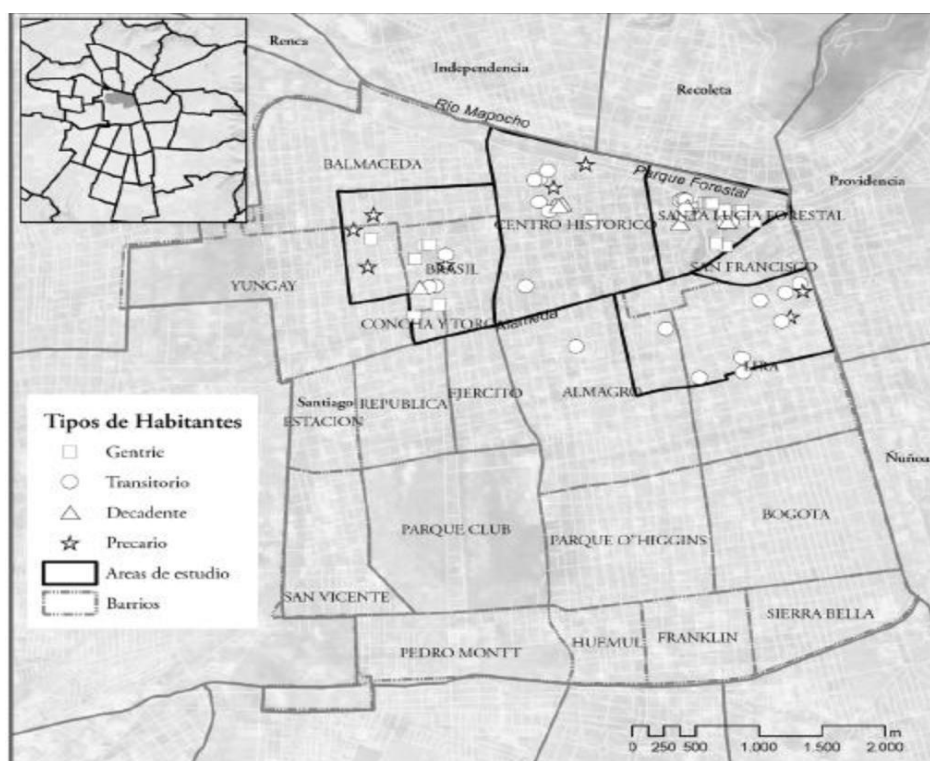 Renca
Independencia
Recoleta
Río Mapocho
Providencia
BALMACEDA
Parque Forestal
CENTRO HISTORICO
SANTA LUCIA FORESTAL
YUNGAY
BRASIL
SAN FRANCISCO
CONCHA Y TORO
Alameda
LIRA
Santiago
ESTACION
REPUBLICA
EJERCITO
ALMAGRO
Ñuñoa
Tipos de Habitantes
Gentrie
Transitorio
Decadente
Precario
Areas de estudio
Barrios
PARQUE CLUB
PARQUE O'HIGGINS
BOGOTA
SAN VICENTE
PEDRO MONTT
HUEMUL
FRANKLIN
SIERRA BELLA
m
0 250 500 1.000 1.500 2.000